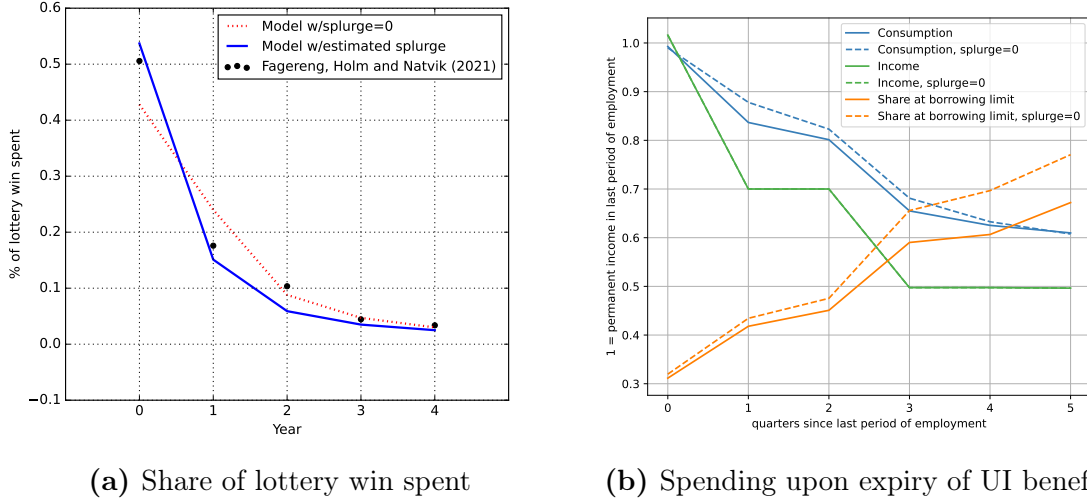 % of lottery win spent
0.6
0.5
0.4
0.3
0.2
0.1
0.0
−0.1
0 1 2 3 4
Year
Model w/splurge=0
Model w/estimated splurge
Fagereng, Holm and Natvik (2021)
(a) Share of lottery win spent
1 = permanent income in last period of employment
1.0
0.9
0.8
0.7
0.6
0.5
0.4
0.3
0 1 2 3 4 5
quarters since last period of employment
Consumption
Consumption, splurge=0
Income
Income, splurge=0
Share at borrowing limit
Share at borrowing limit, splurge=0
(b) Spending upon expiry of UI benef